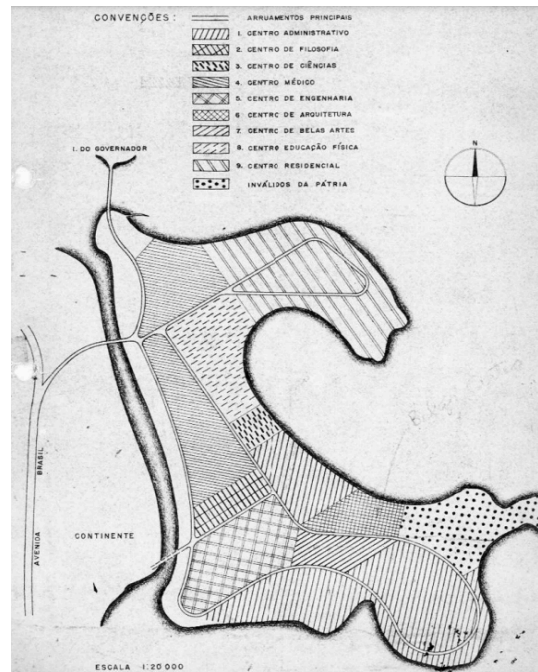 CONVENÇÕES:
ARRUAMENTOS PRINCIPAIS
1. CENTRO ADMINISTRATIVO
2. CENTRO DE FILOSOFIA
3. CENTRO DE CIÊNCIAS
4. CENTRO MÉDICO
5. CENTRO DE ENGENHARIA
6 CENTRO DE ARQUITETURA
7. CENTRO DE BELAS ARTES
8. CENTRO EDUCAÇÃO FÍSICA
9. CENTRO RESIDENCIAL
INVÁLIDOS DA PÁTRIA
I. DO GOVERNADOR
N
AVENIDA BRASIL
CONTINENTE
ESCALA 1:20 000